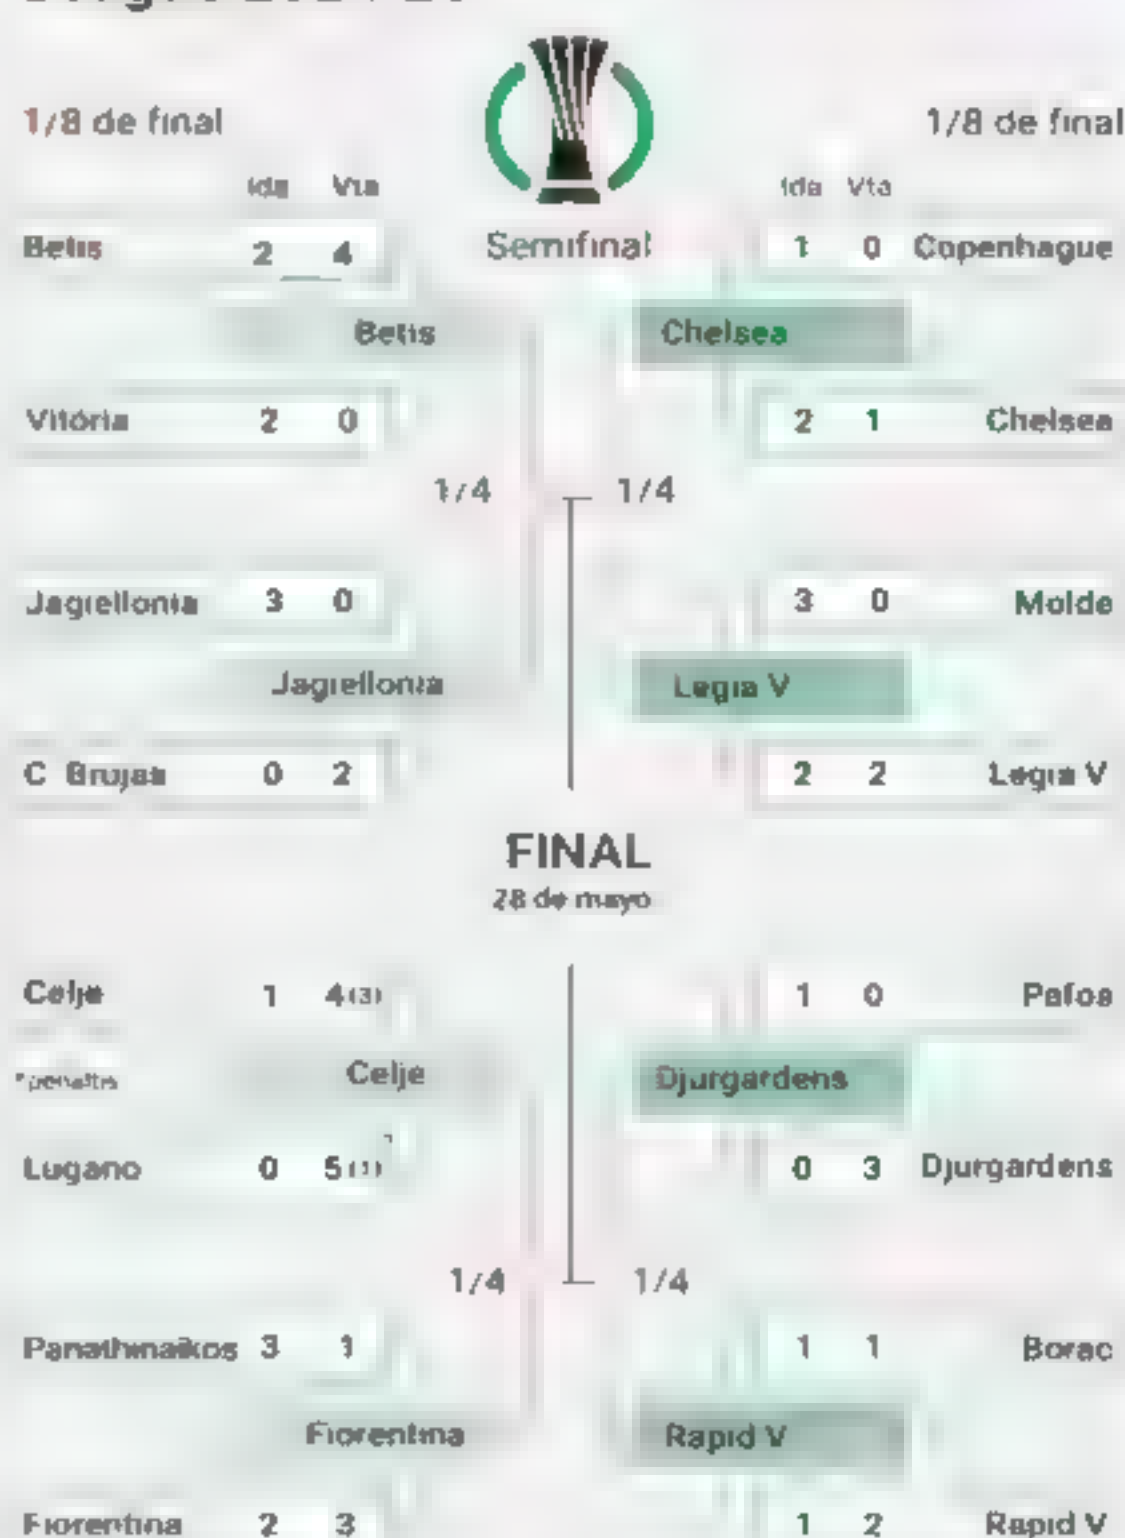 1/8 de final 1/8 de final
Ida Vta Ida Vta
Betis 2 4 Semifinal 1 0 Copenhague
Betis Chelsea
Vitória 2 0 2 1 Chelsea
1/4 1/4
Jagiellonia 3 0 3 0 Molde
Jagiellonia Legia V
C Brujas 0 2 2 2 Legia V
FINAL
28 de mayo
Celje 1 4(3) 1 0 Pafos
*penaltis Celje Djurgardens
Lugano 0 5(1) 0 3 Djurgardens
1/4 1/4
Panathinaikos 3 1 1 1 Borac
Fiorentina Rapid V
Fiorentina 2 3 1 2 Rapid V